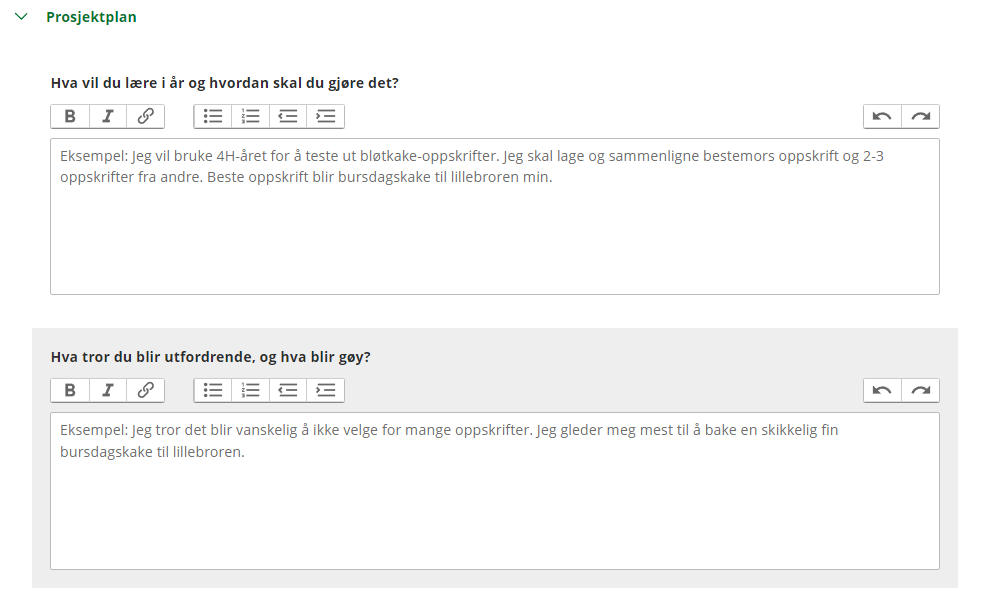 Prosjektplan
Hva vil du lære i år og hvordan skal du gjøre det?
B I
Eksempel: Jeg vil bruke 4H-året for å teste ut bløtkake-oppskrifter. Jeg skal lage og sammenligne bestemors oppskrift og 2-3
oppskrifter fra andre. Beste oppskrift blir bursdagskake til lillebroren min.
Hva tror du blir utfordrende, og hva blir gøy?
B I
Eksempel: Jeg tror det blir vanskelig å ikke velge for mange oppskrifter. Jeg gleder meg mest til å bake en skikkelig fin
bursdagskake til lillebroren.